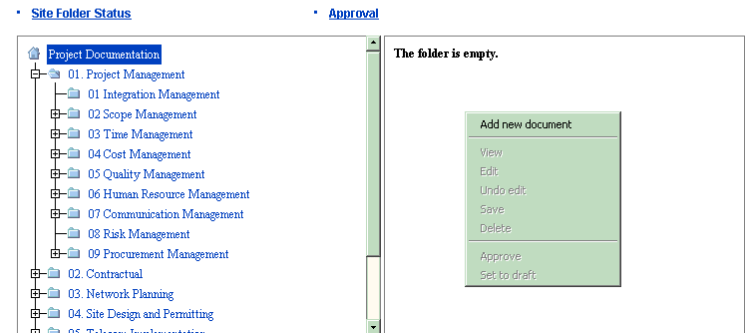 Site Folder Status
Approval
Project Documentation
01. Project Management
01 Integration Management
02 Scope Management
03 Time Management
04 Cost Management
05 Quality Management
06 Human Resource Management
07 Communication Management
08 Risk Management
09 Procurement Management
02. Contractual
03. Network Planning
04. Site Design and Permitting
05. Telecom Implementation
The folder is empty.
Add new document
View
Edit
Undo edit
Save
Delete
Approve
Set to draft